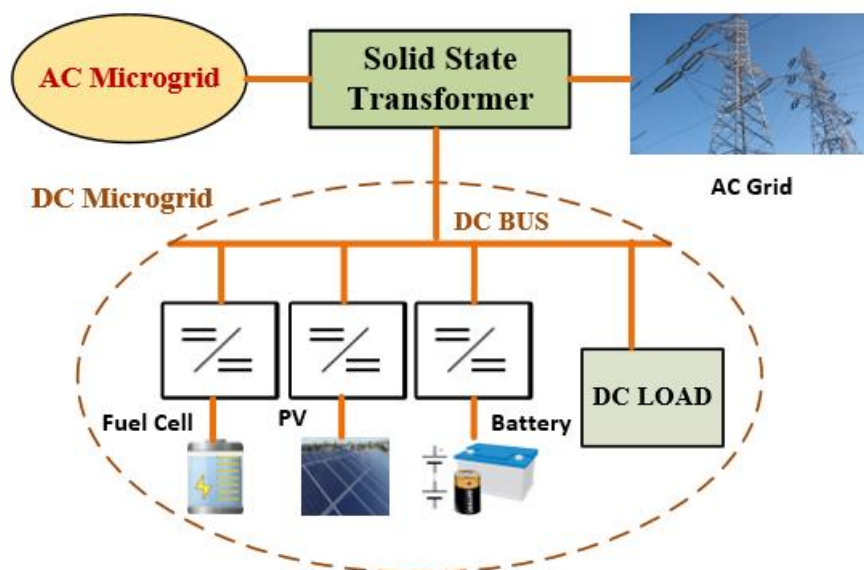 AC Microgrid
Solid State
Transformer
AC Grid
DC Microgrid
DC BUS
Fuel Cell
PV
Battery
DC LOAD